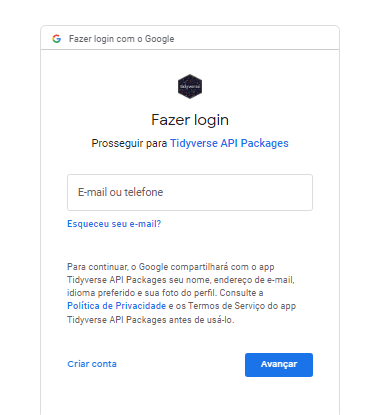 Fazer login com o Google
tidyverse
Fazer login
Prosseguir para Tidyverse API Packages
E-mail ou telefone
Esqueceu seu e-mail?
Para continuar, o Google compartilhará com o app
Tidyverse API Packages seu nome, endereço de e-mail,
idioma preferido e sua foto do perfil. Consulte a
Política de Privacidade e os Termos de Serviço do app
Tidyverse API Packages antes de usá-lo.
Criar conta
Avançar